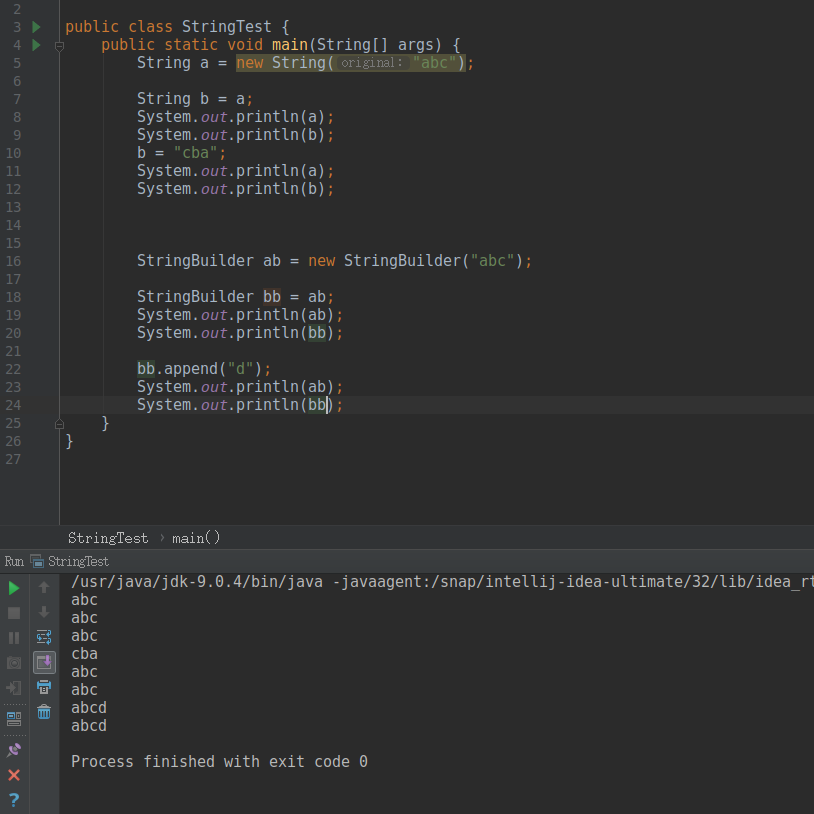 2
3 public class StringTest {
4 public static void main(String[] args) {
5 String a = new String( original: "abc");
6
7 String b = a;
8 System.out.println(a);
9 System.out.println(b);
10 b = "cba";
11 System.out.println(a);
12 System.out.println(b);
13
14
15
16 StringBuilder ab = new StringBuilder("abc");
17
18 StringBuilder bb = ab;
19 System.out.println(ab);
20 System.out.println(bb);
21
22 bb.append("d");
23 System.out.println(ab);
24 System.out.println(bb);
25 }
26 }
27
StringTest › main()
Run StringTest
/usr/java/jdk-9.0.4/bin/java -javaagent:/snap/intellij-idea-ultimate/32/lib/idea_rt
abc
abc
abc
cba
abc
abc
abcd
abcd
Process finished with exit code 0